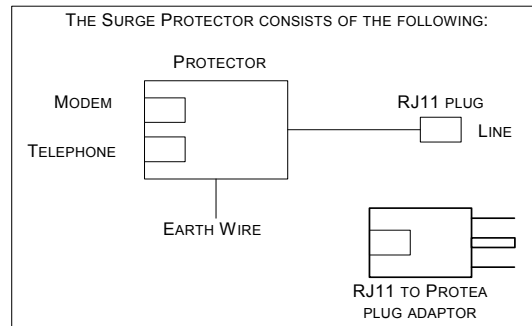 THE SURGE PROTECTOR CONSISTS OF THE FOLLOWING:
PROTECTOR
MODEM
RJ11 PLUG
LINE
TELEPHONE
EARTH WIRE
RJ11 TO PROTEA
PLUG ADAPTOR